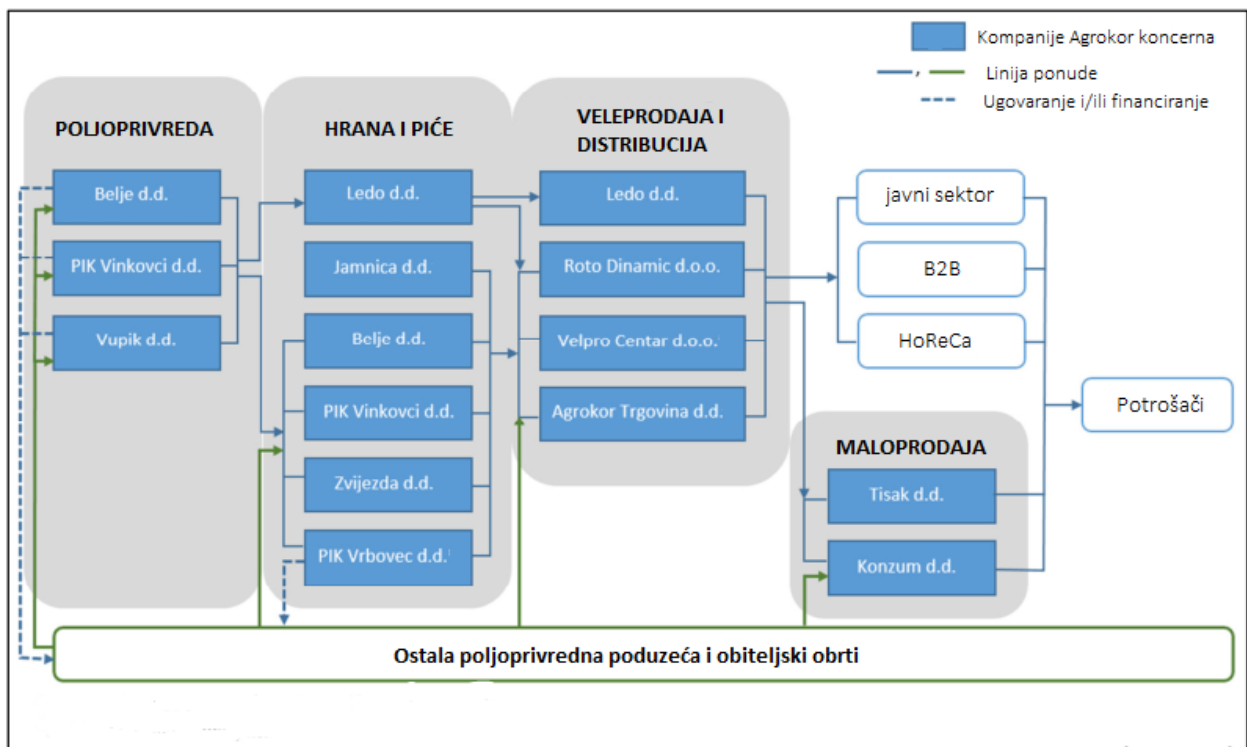 Kompanije Agrokor koncerna
Linija ponude
Ugovaranje i/ili financiranje
POLJOPRIVREDA
Belje d.d.
PIK Vinkovci d.d.
Vupik d.d.
HRANA I PIĆE
Ledo d.d.
Jamnica d.d.
Belje d.d.
PIK Vinkovci d.d.
Zvijezda d.d.
PIK Vrbovec d.d.
VELEPRODAJA I
DISTRIBUCIJA
Ledo d.d.
Roto Dinamic d.o.o.
Velpro Centar d.o.o.
Agrokor Trgovina d.d.
javni sektor
B2B
HoReCa
MALOPRODAJA
Tisak d.d.
Konzum d.d.
Potrošači
Ostala poljoprivredna poduzeća i obiteljski obrti